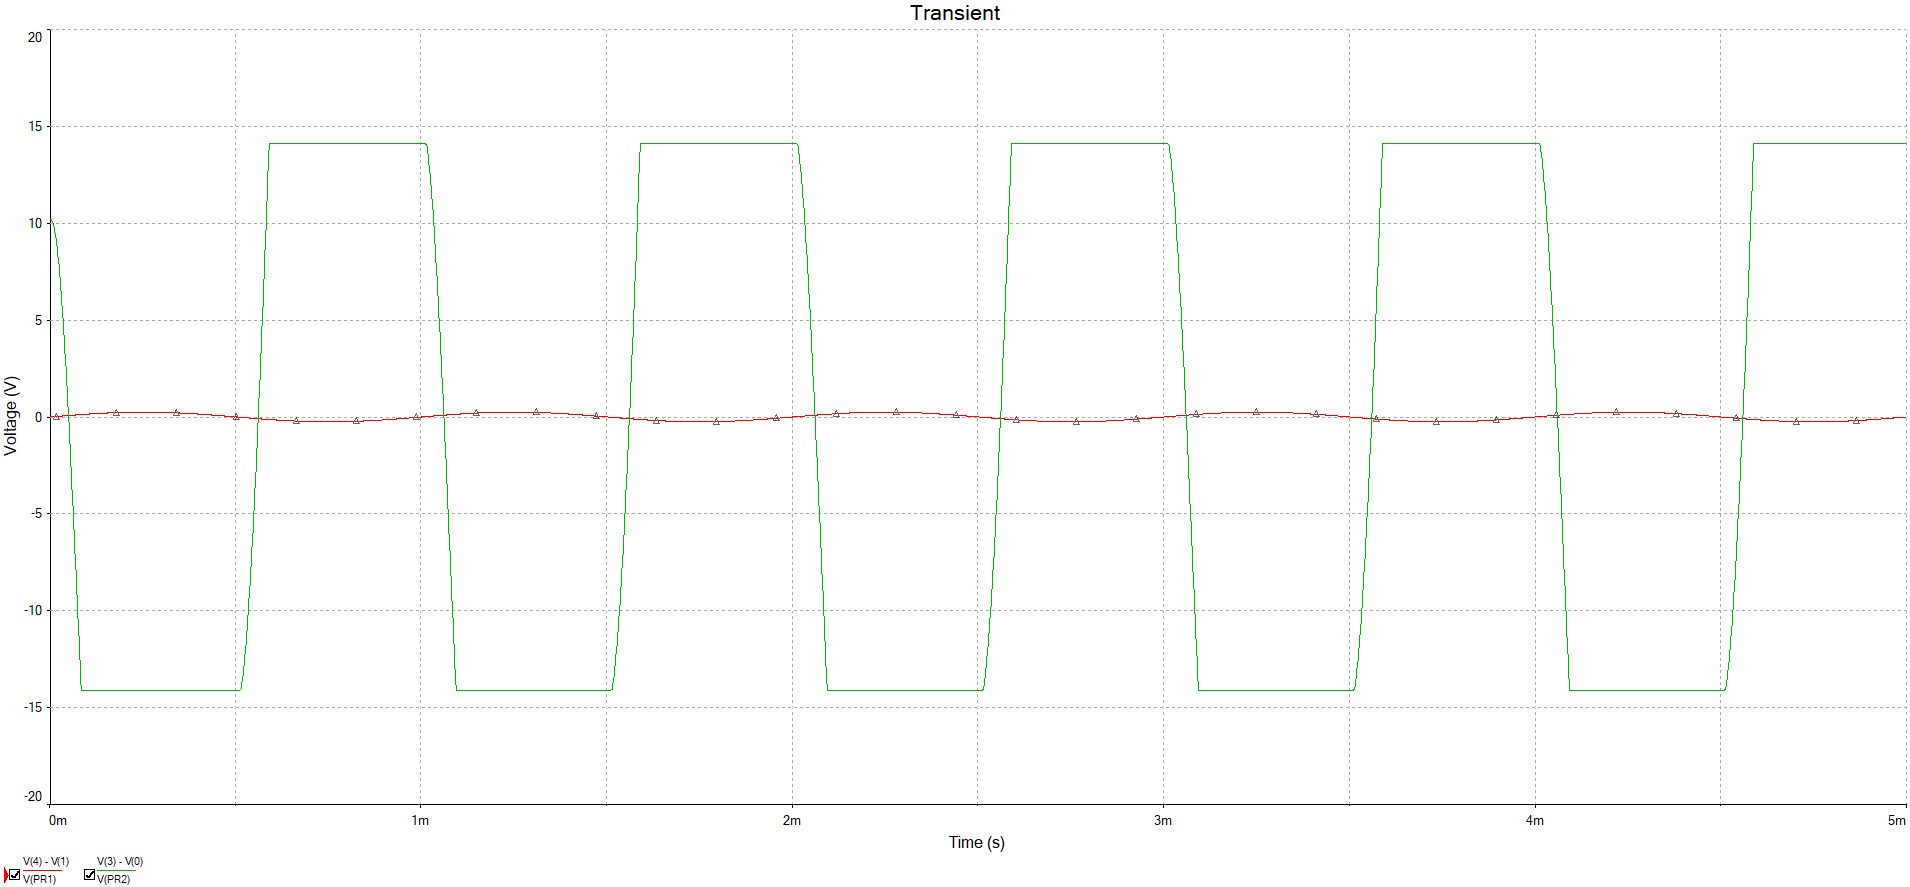 Transient
20
15
10
5
0
-5
-10
-15
-20
Voltage (V)
0m 1m 2m 3m 4m 5m
Time (s)
V(4) - V(1) V(3) - V(0)
V(PR1) V(PR2)